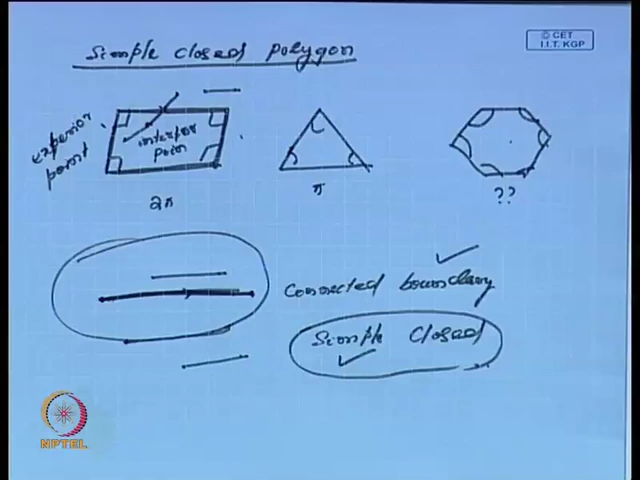 Simple closed polygon
© CET
I.I.T. KGP
exterior
point
interior
point
2π
π
??
Connected boundary
Simple Closed
NPTEL